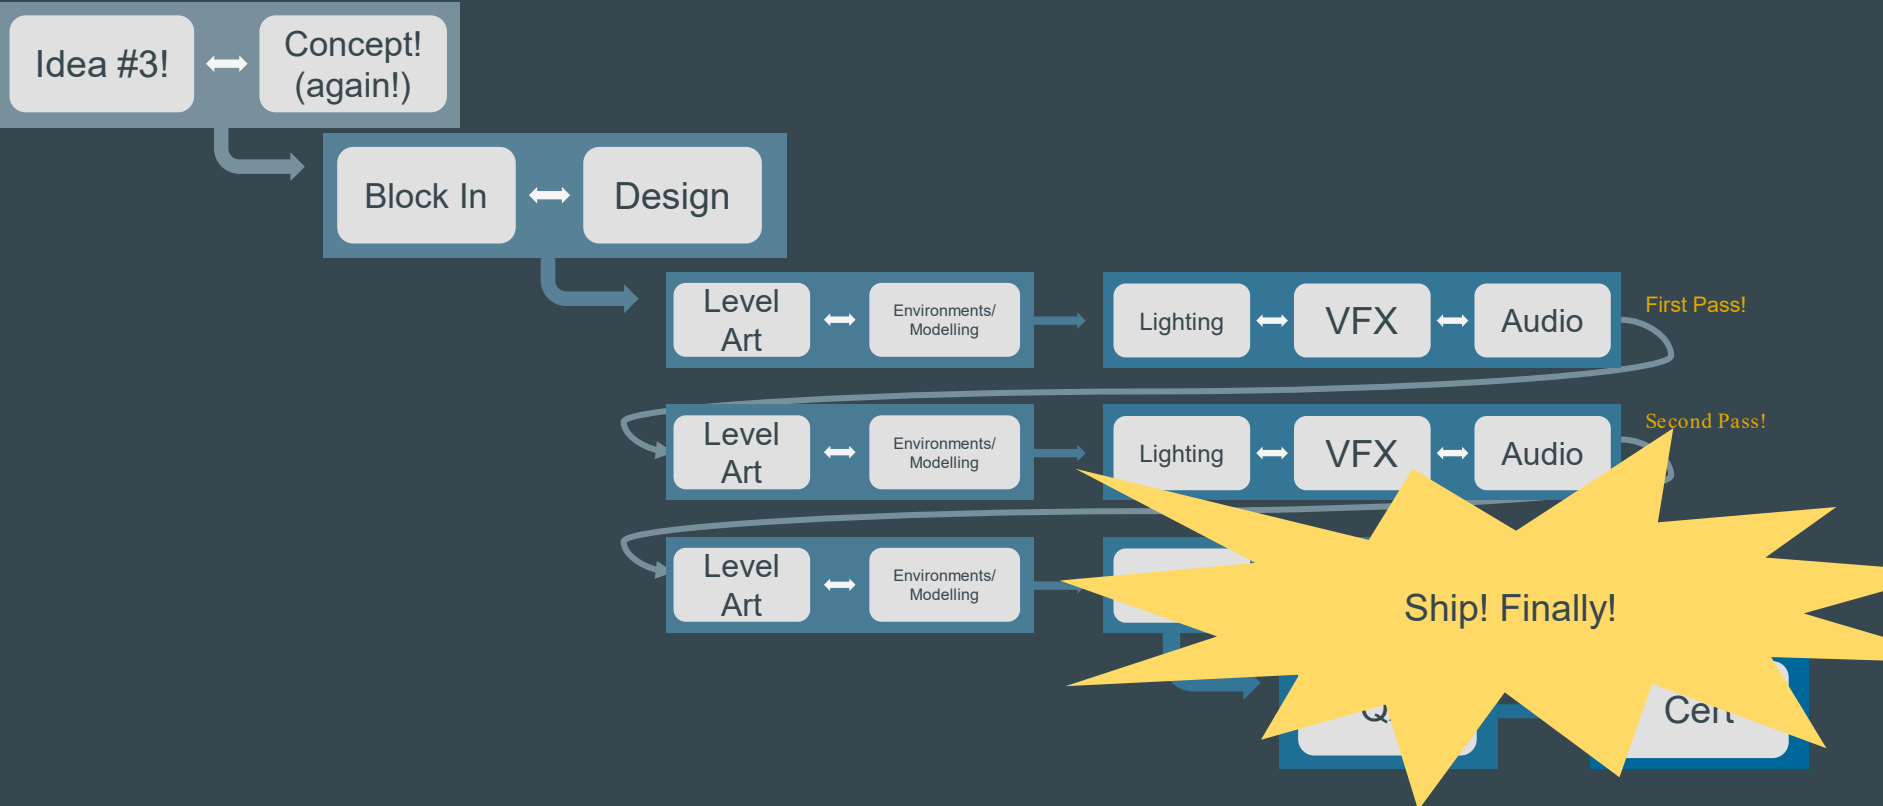 Idea #3!
Concept!
(again!)
Block In
Design
Level
Art
Environments/
Modelling
Lighting
VFX
Audio
First Pass!
Level
Art
Environments/
Modelling
Lighting
VFX
Audio
Second Pass!
Level
Art
Environments/
Modelling
Ship! Finally!
Cert